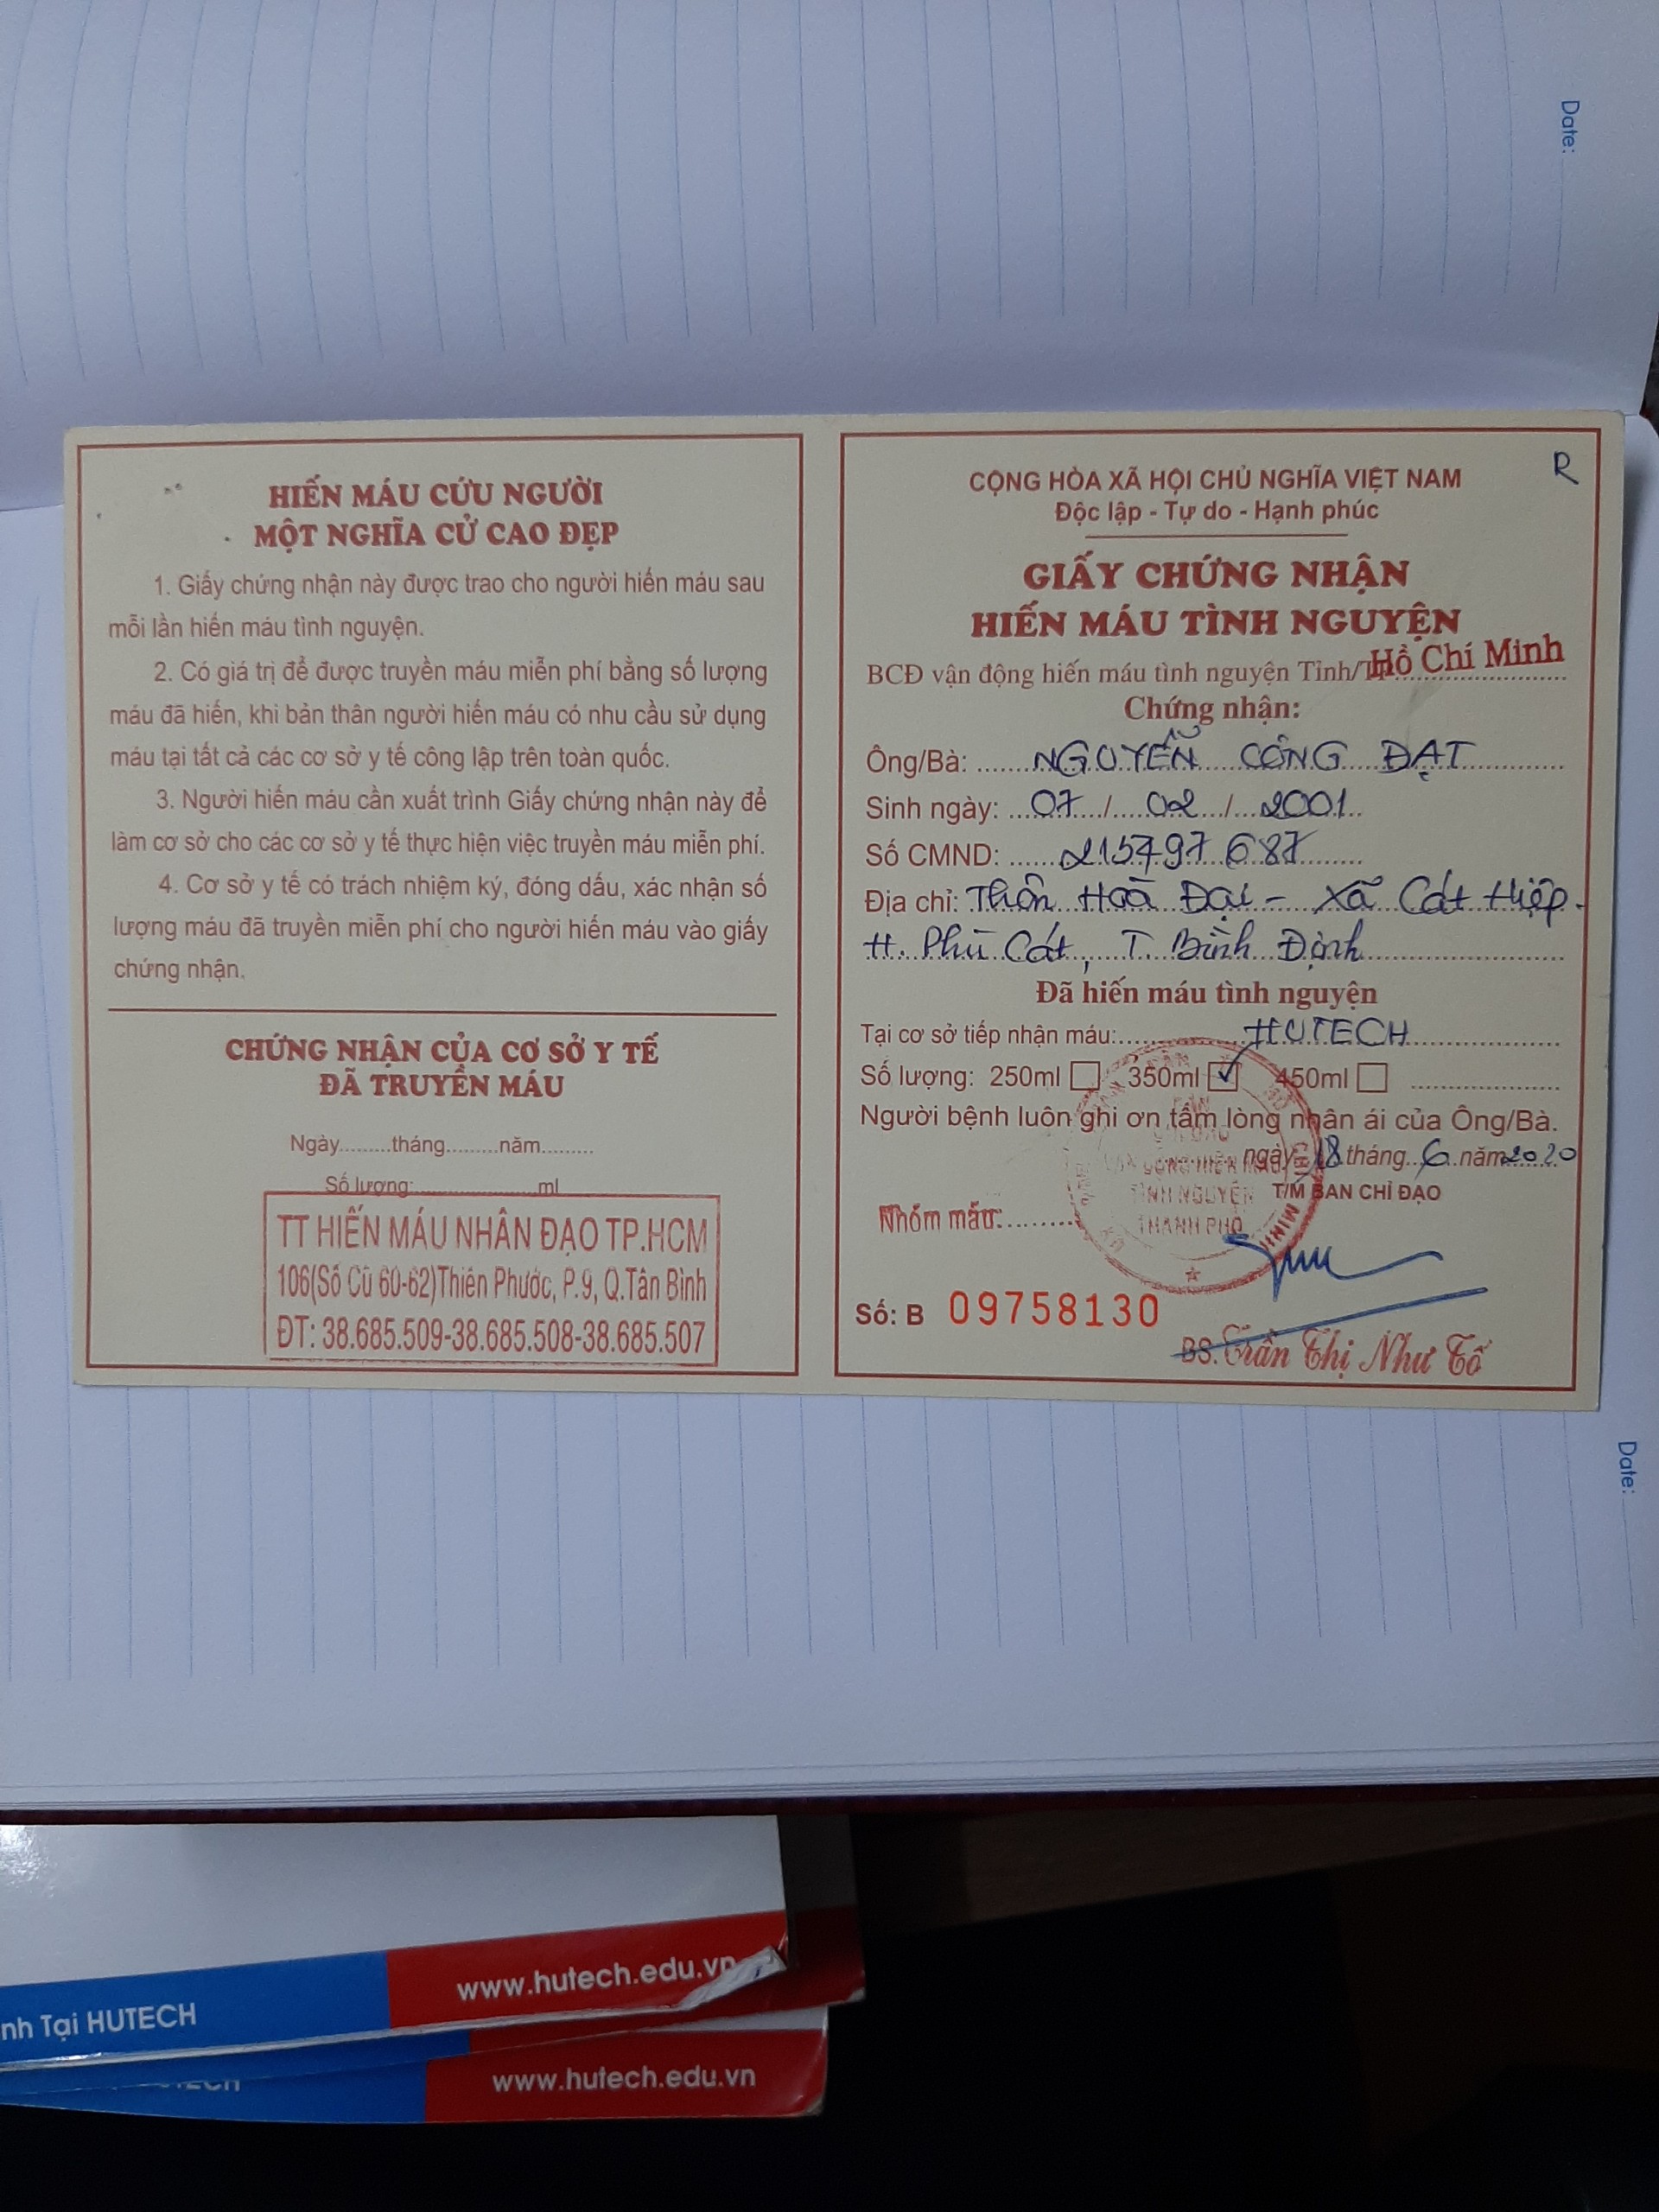 Date:
HIẾN MÁU CỨU NGƯỜI
MỘT NGHĨA CỬ CAO ĐẸP
1. Giấy chứng nhận này được trao cho người hiến máu sau
mỗi lần hiến máu tình nguyện.
2. Có giá trị để được truyền máu miễn phí bằng số lượng
máu đã hiến, khi bản thân người hiến máu có nhu cầu sử dụng
máu tại tất cả các cơ sở y tế công lập trên toàn quốc.
3. Người hiến máu cần xuất trình Giấy chứng nhận này để
làm cơ sở cho các cơ sở y tế thực hiện việc truyền máu miễn phí.
4. Cơ sở y tế có trách nhiệm ký, đóng dấu, xác nhận số
lượng máu đã truyền miễn phí cho người hiến máu vào giấy
chứng nhận.
CHỨNG NHẬN CỦA CƠ SỞ Y TẾ
ĐÃ TRUYỀN MÁU
Ngày.........tháng.........năm.........
Số lượng:.....................ml
TT HIẾN MÁU NHÂN ĐẠO TP.HCM
106(Số Cũ 60-62)Thiên Phước, P.9, Q.Tân Bình
ĐT: 38.685.509-38.685.508-38.685.507
R
CỘNG HÒA XÃ HỘI CHỦ NGHĨA VIỆT NAM
Độc lập - Tự do - Hạnh phúc
GIẤY CHỨNG NHẬN
HIẾN MÁU TÌNH NGUYỆN
BCĐ vận động hiến máu tình nguyện Tỉnh/TP Hồ Chí Minh
Chứng nhận:
Ông/Bà: NGUYỄN CÔNG ĐẠT
Sinh ngày: 07 / 02 / 2001
Số CMND: 215497687
Địa chỉ: Thôn Hoà Đại - Xã Cát Hiệp.
H. Phù Cát, T. Bình Định
Đã hiến máu tình nguyện
Tại cơ sở tiếp nhận máu: HUTECH
Số lượng: 250ml 350ml ✓ 450ml
Người bệnh luôn ghi ơn tấm lòng nhân ái của Ông/Bà.
ngày 18 tháng 6 năm 2020
T/M BAN CHỈ ĐẠO
VẬN ĐỘNG HIẾN MÁU
TÌNH NGUYỆN
THÀNH PHỐ
Nhóm máu:.........
Số: B 09758130
BS. Trần Thị Như Tố
Date:
nh Tại HUTECH
www.hutech.edu.vn
www.hutech.edu.vn